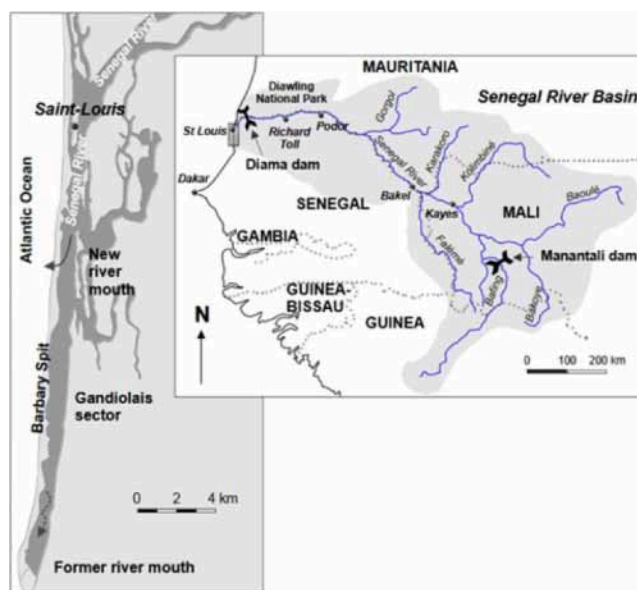 Senegal River
Saint-Louis
Senegal River
Atlantic Ocean
New
river
mouth
Barbary Spit
Gandiolais
sector
0 2 4 km
Former river mouth
MAURITANIA
Senegal River Basin
Diawling
National Park
Gorgol
St Louis
Richard
Toll
Podor
Diama dam
Senegal River
Karakoro
Kolimbiné
Dakar
Bakel
Kayes
Baoulé
SENEGAL
MALI
GAMBIA
Falémé
Manantali dam
GUINEA-
BISSAU
GUINEA
Bafing
Bakoye
N
0 100 200 km